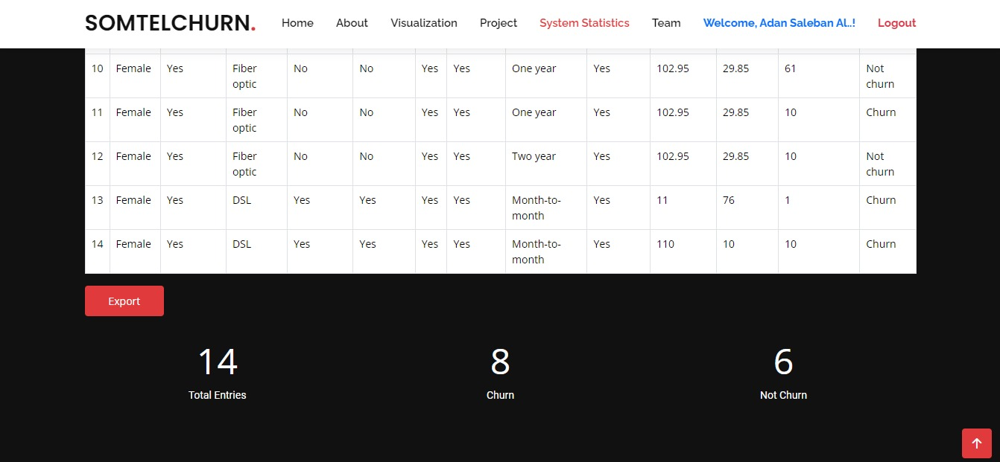 SOMTELCHURN. Home About Visualization Project System Statistics Team Welcome, Adan Saleban Al..! Logout
10 Female Yes Fiber optic No No Yes Yes One year Yes 102.95 29.85 61 Not churn
11 Female Yes Fiber optic No No Yes Yes One year Yes 102.95 29.85 10 Churn
12 Female Yes Fiber optic No No Yes Yes Two year Yes 102.95 29.85 10 Not churn
13 Female Yes DSL Yes Yes Yes Yes Month-to-month Yes 11 76 1 Churn
14 Female Yes DSL Yes Yes Yes Yes Month-to-month Yes 110 10 10 Churn
Export
14 8 6
Total Entries Churn Not Churn